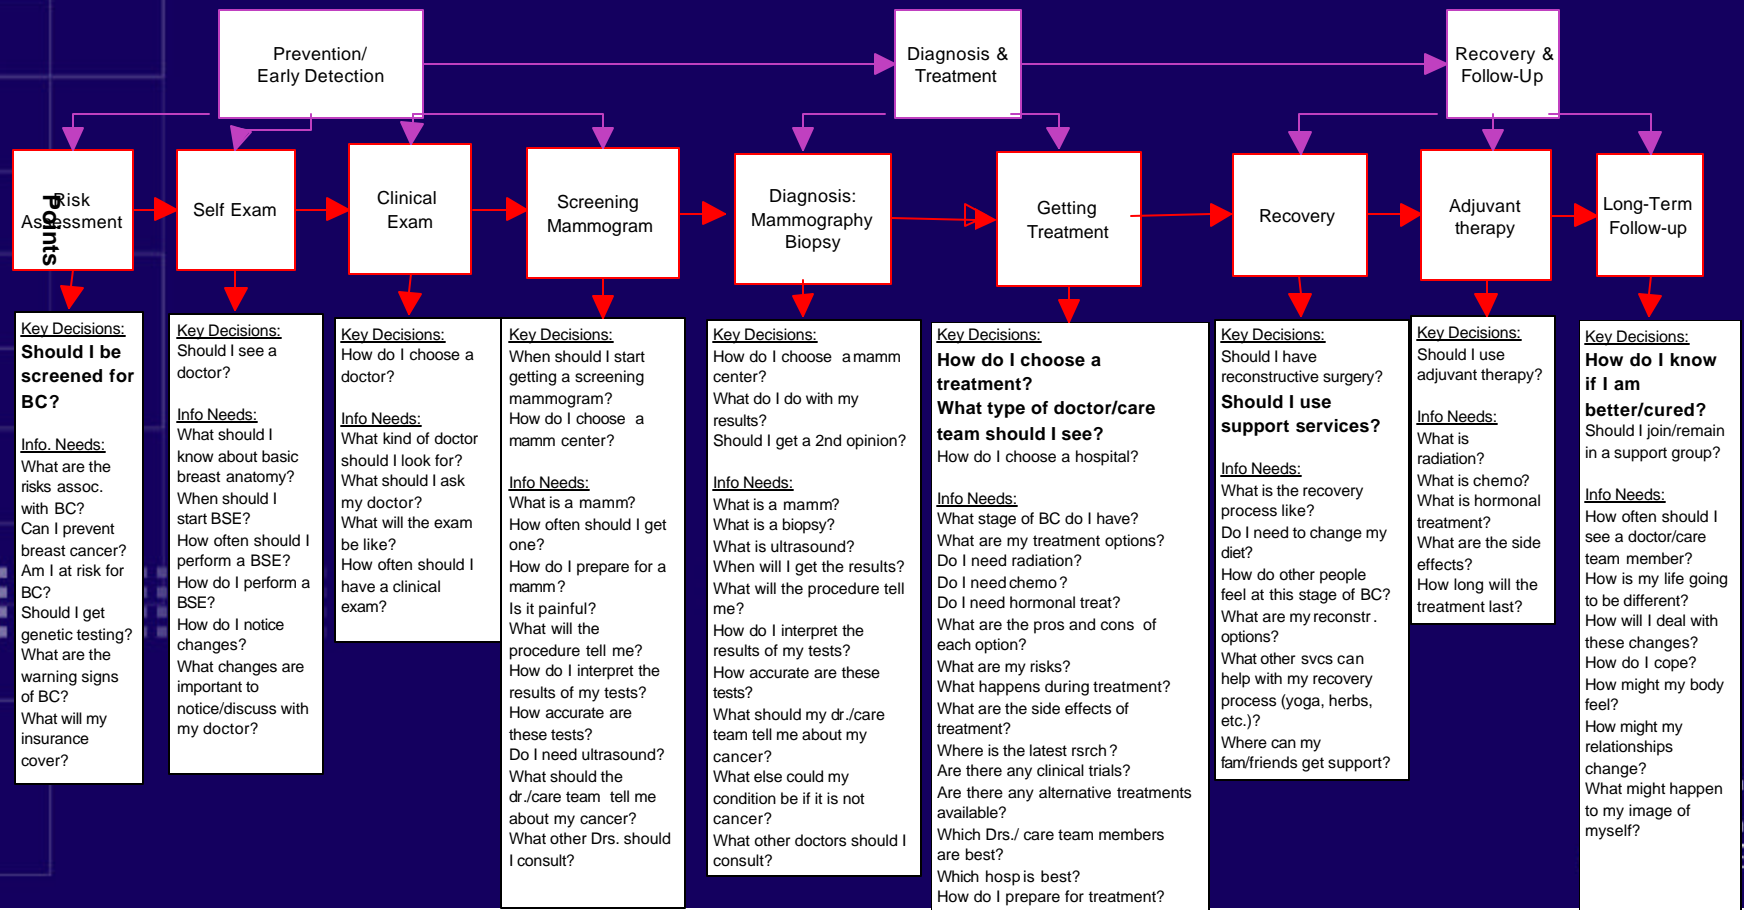 Prevention/
Early Detection
Diagnosis &
Treatment
Recovery &
Follow-Up
Risk
Assessment
Points
Self Exam
Clinical
Exam
Screening
Mammogram
Diagnosis:
Mammography
Biopsy
Getting
Treatment
Recovery
Adjuvant
therapy
Long-Term
Follow-up
Key Decisions:
Should I be
screened for
BC?
Info. Needs:
What are the
risks assoc.
with BC?
Can I prevent
breast cancer?
Am I at risk for
BC?
Should I get
genetic testing?
What are the
warning signs
of BC?
What will my
insurance
cover?
Key Decisions:
Should I see a
doctor?
Info Needs:
What should I
know about basic
breast anatomy?
When should I
start BSE?
How often should I
perform a BSE?
How do I perform a
BSE?
How do I notice
changes?
What changes are
important to
notice/discuss with
my doctor?
Key Decisions:
How do I choose a
doctor?
Info Needs:
What kind of doctor
should I look for?
What should I ask
my doctor?
What will the exam
be like?
How often should I
have a clinical
exam?
Key Decisions:
When should I start
getting a screening
mammogram?
How do I choose a
mamm center?
Info Needs:
What is a mamm?
How often should I get
one?
How do I prepare for a
mamm?
Is it painful?
What will the
procedure tell me?
How do I interpret the
results of my tests?
How accurate are
these tests?
Do I need ultrasound?
What should the
dr./care team tell me
about my cancer?
What other Drs. should
I consult?
Key Decisions:
How do I choose a mamm
center?
What do I do with my
results?
Should I get a 2nd opinion?
Info Needs:
What is a mamm?
What is a biopsy?
What is ultrasound?
When will I get the results?
What will the procedure tell
me?
How do I interpret the
results of my tests?
How accurate are these
tests?
What should my dr./care
team tell me about my
cancer?
What else could my
condition be if it is not
cancer?
What other doctors should I
consult?
Key Decisions:
How do I choose a
treatment?
What type of doctor/care
team should I see?
How do I choose a hospital?
Info Needs:
What stage of BC do I have?
What are my treatment options?
Do I need radiation?
Do I need chemo?
Do I need hormonal treat?
What are the pros and cons of
each option?
What are my risks?
What happens during treatment?
What are the side effects of
treatment?
Where is the latest rsrch?
Are there any clinical trials?
Are there any alternative treatments
available?
Which Drs./ care team members
are best?
Which hosp is best?
How do I prepare for treatment?
Key Decisions:
Should I have
reconstructive surgery?
Should I use
support services?
Info Needs:
What is the recovery
process like?
Do I need to change my
diet?
How do other people
feel at this stage of BC?
What are my reconstr.
options?
What other svcs can
help with my recovery
process (yoga, herbs,
etc.)?
Where can my
fam/friends get support?
Key Decisions:
Should I use
adjuvant therapy?
Info Needs:
What is
radiation?
What is chemo?
What is hormonal
treatment?
What are the side
effects?
How long will the
treatment last?
Key Decisions:
How do I know
if I am
better/cured?
Should I join/remain
in a support group?
Info Needs:
How often should I
see a doctor/care
team member?
How is my life going
to be different?
How will I deal with
these changes?
How do I cope?
How might my body
feel?
How might my
relationships
change?
What might happen
to my image of
myself?